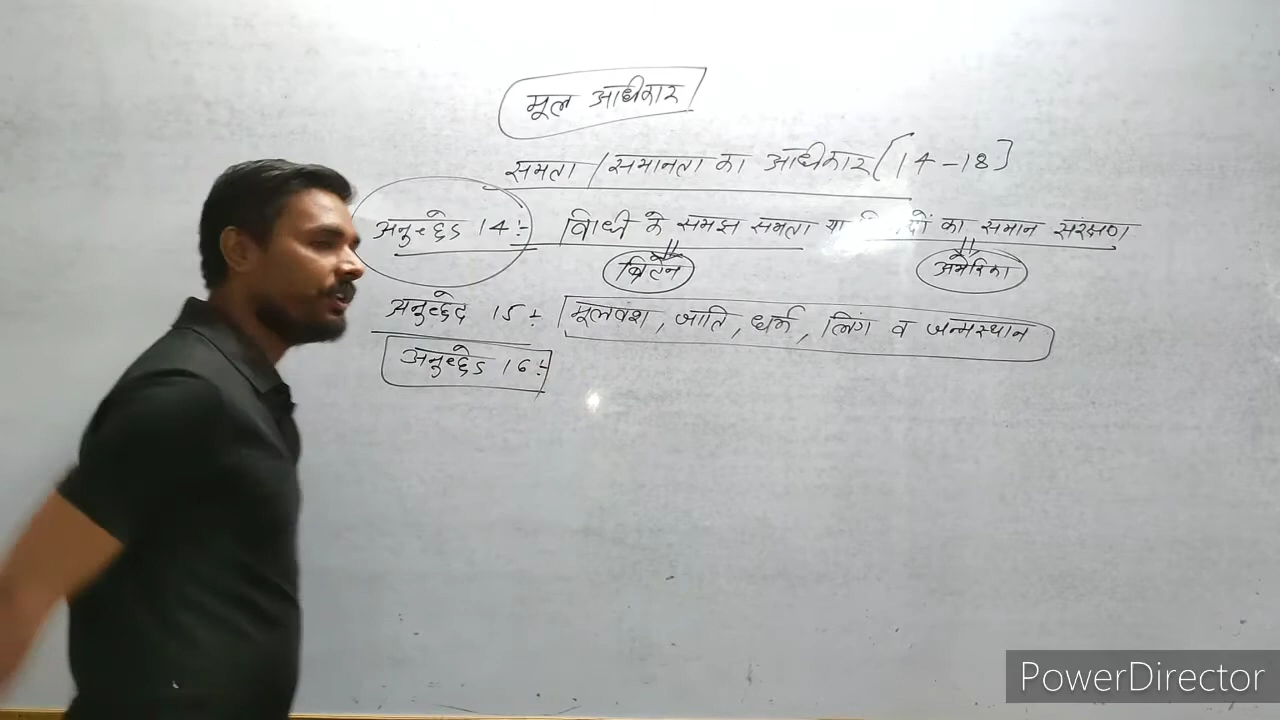 मूल अधिकार
समता / समानता का अधिकार [14-18]
अनुच्छेद 14:- विधी के समक्ष समता या का समान संरक्षण
ब्रिटेन अमेरिका
अनुच्छेद 15:- मूलवंश, जाति, धर्म, लिंग व जन्मस्थान
अनुच्छेद 16:-
PowerDirector